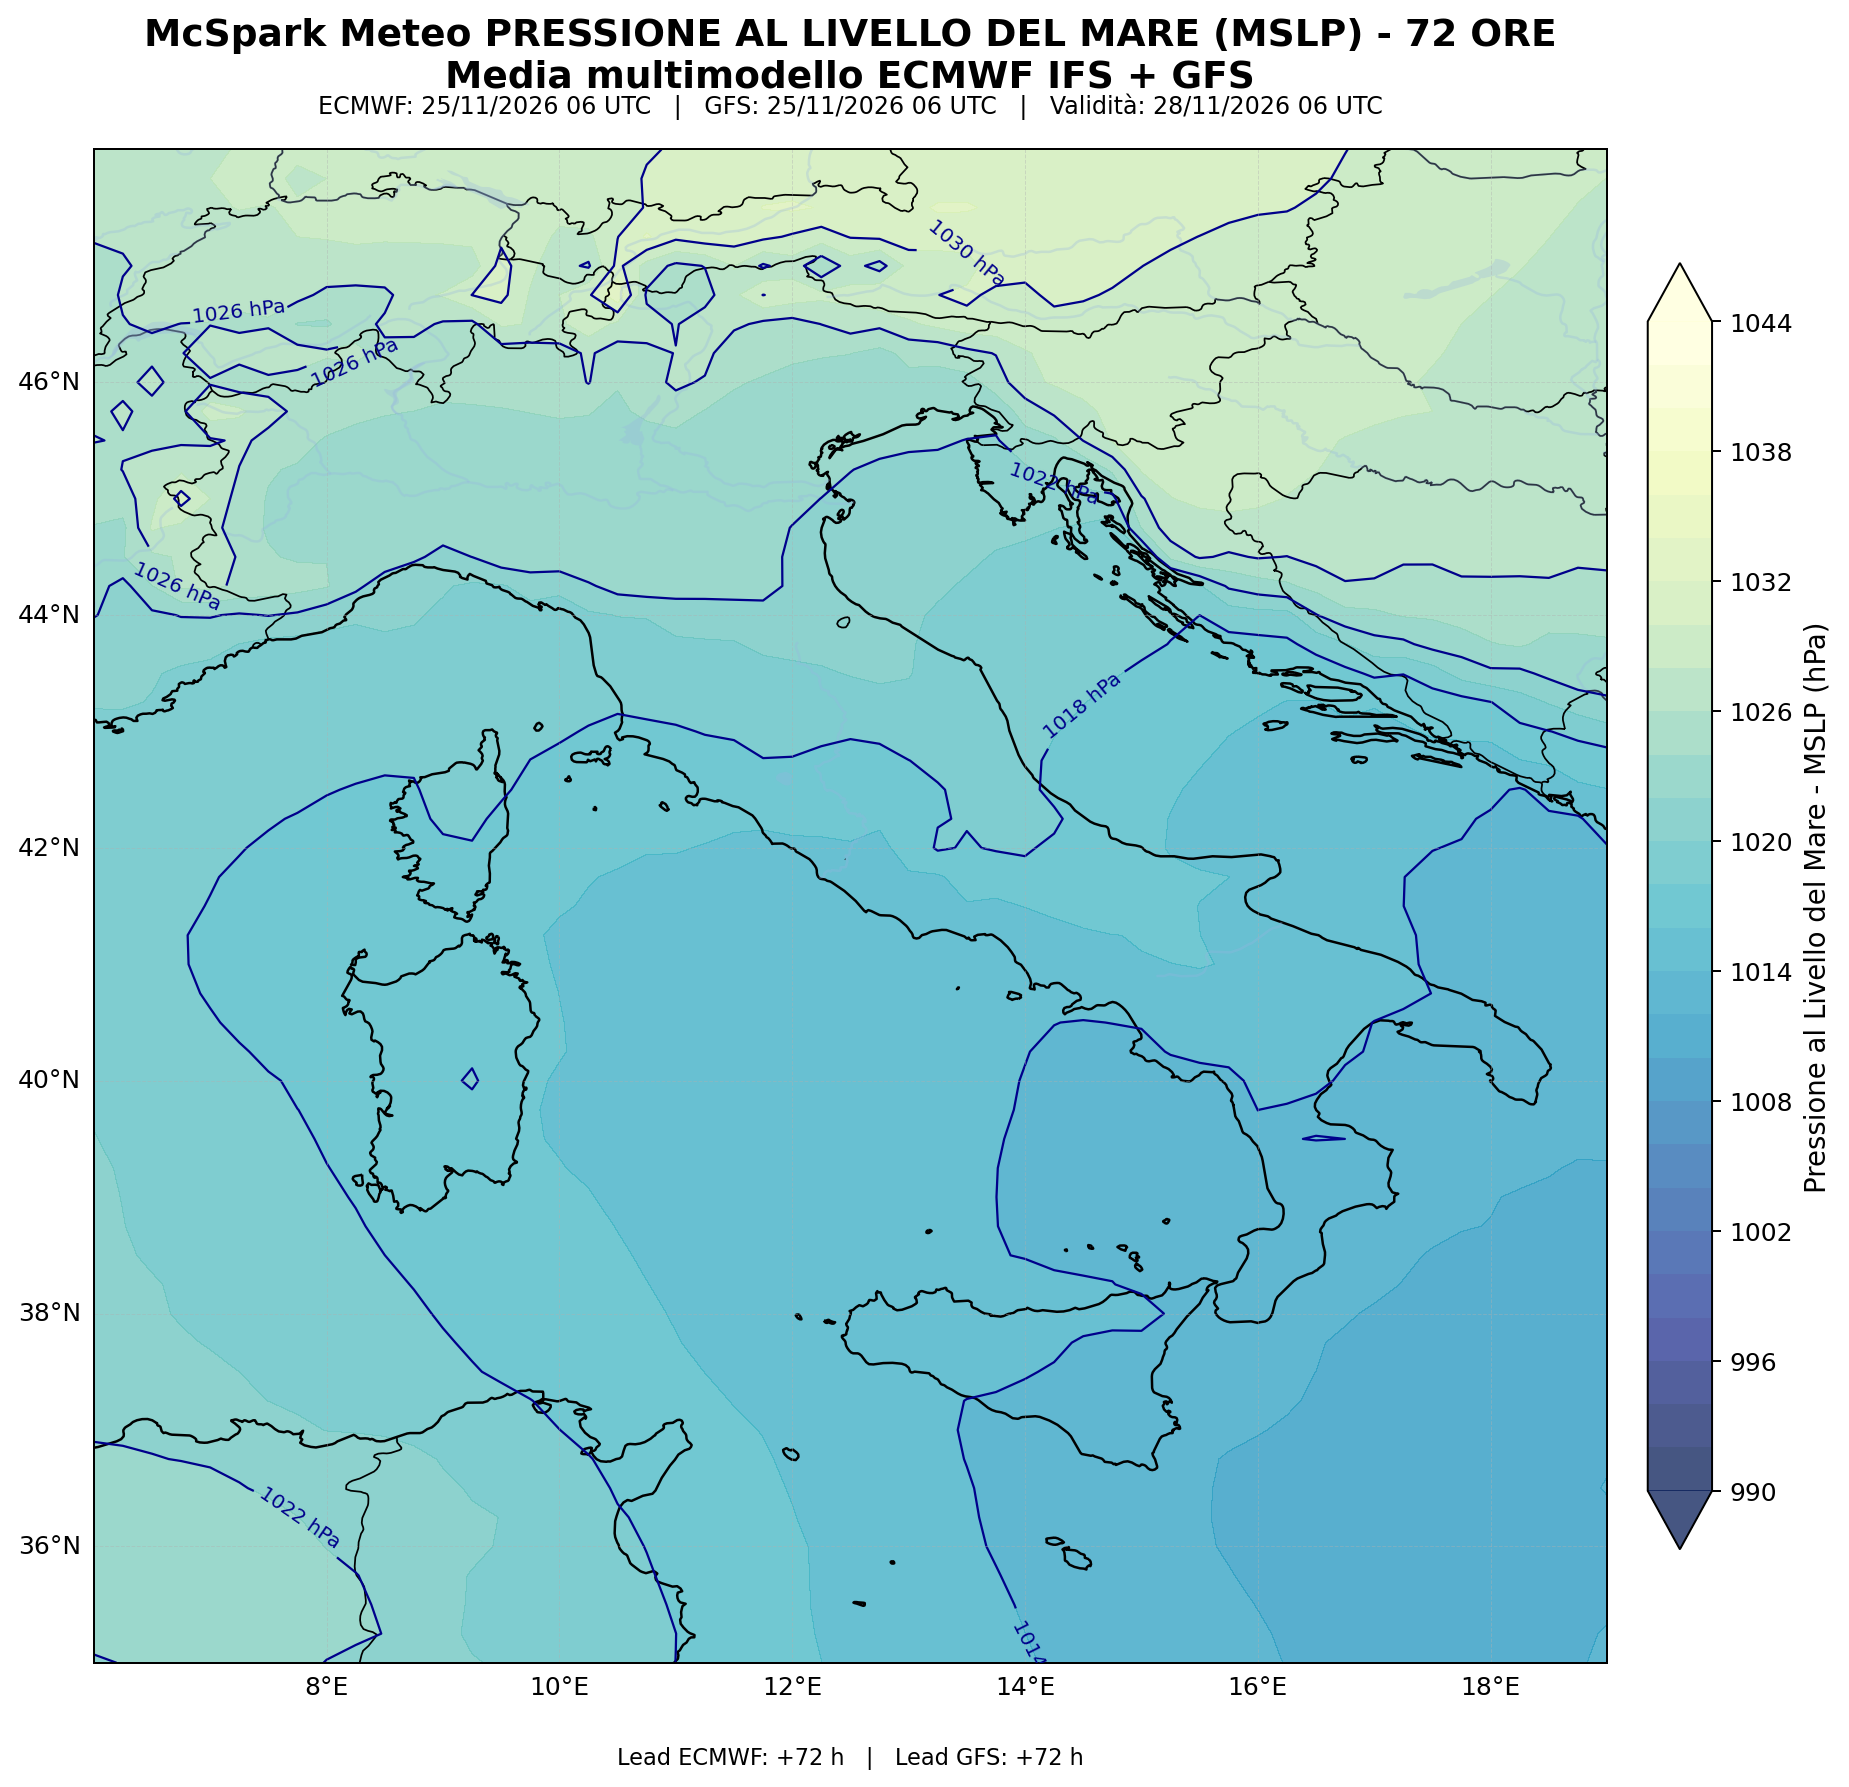 McSpark Meteo PRESSIONE AL LIVELLO DEL MARE (MSLP) - 72 ORE
Media multimodello ECMWF IFS + GFS
ECMWF: 25/11/2026 06 UTC | GFS: 25/11/2026 06 UTC | Validità: 28/11/2026 06 UTC
1030 hPa
1026 hPa
1026 hPa
1022 hPa
1026 hPa
1018 hPa
1022 hPa
1014
46°N
44°N
42°N
40°N
38°N
36°N
8°E
10°E
12°E
14°E
16°E
18°E
1044
1038
1032
1026
1020
1014
1008
1002
996
990
Pressione al Livello del Mare - MSLP (hPa)
Lead ECMWF: +72 h | Lead GFS: +72 h